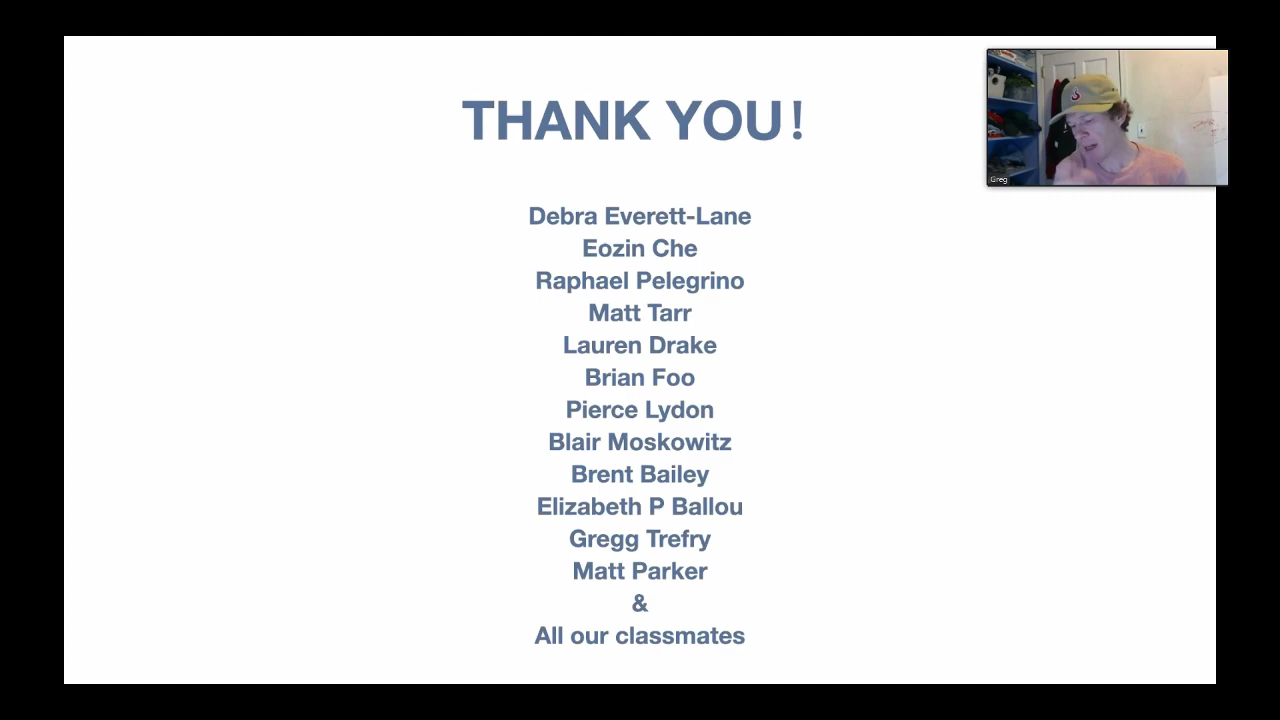 THANK YOU!
Debra Everett-Lane
Eozin Che
Raphael Pelegrino
Matt Tarr
Lauren Drake
Brian Foo
Pierce Lydon
Blair Moskowitz
Brent Bailey
Elizabeth P Ballou
Gregg Trefry
Matt Parker
&
All our classmates
Greg